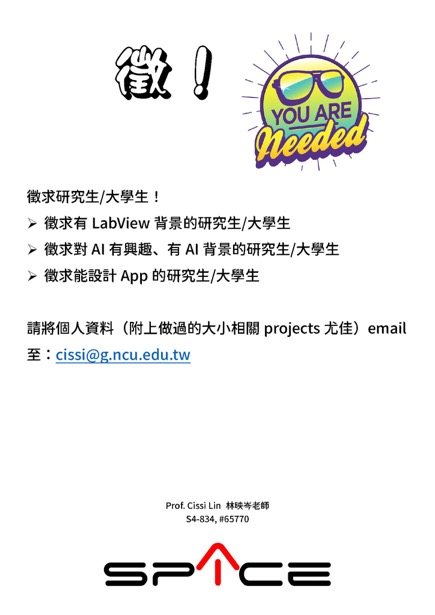 徵！
YOU ARE
Needed
徵求研究生/大學生！
➢ 徵求有 LabView 背景的研究生/大學生
➢ 徵求對 AI 有興趣、有 AI 背景的研究生/大學生
➢ 徵求能設計 App 的研究生/大學生
請將個人資料（附上做過的大小相關 projects 尤佳）email
至：cissi@g.ncu.edu.tw
Prof. Cissi Lin 林映岑老師
S4-834, #65770
SPICE